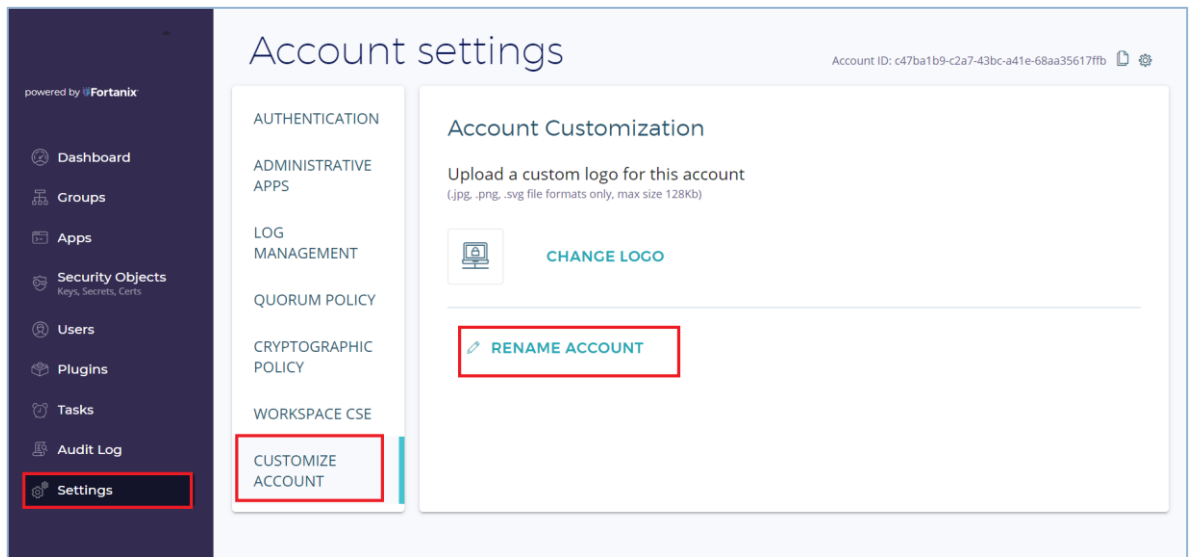 powered by Fortanix
Dashboard
Groups
Apps
Security Objects
Keys, Secrets, Certs
Users
Plugins
Tasks
Audit Log
Settings
Account settings
Account ID: c47ba1b9-c2a7-43bc-a41e-68aa35617ffb
AUTHENTICATION
ADMINISTRATIVE
APPS
LOG
MANAGEMENT
QUORUM POLICY
CRYPTOGRAPHIC
POLICY
WORKSPACE CSE
CUSTOMIZE
ACCOUNT
Account Customization
Upload a custom logo for this account
(.jpg, .png, .svg file formats only, max size 128Kb)
CHANGE LOGO
RENAME ACCOUNT